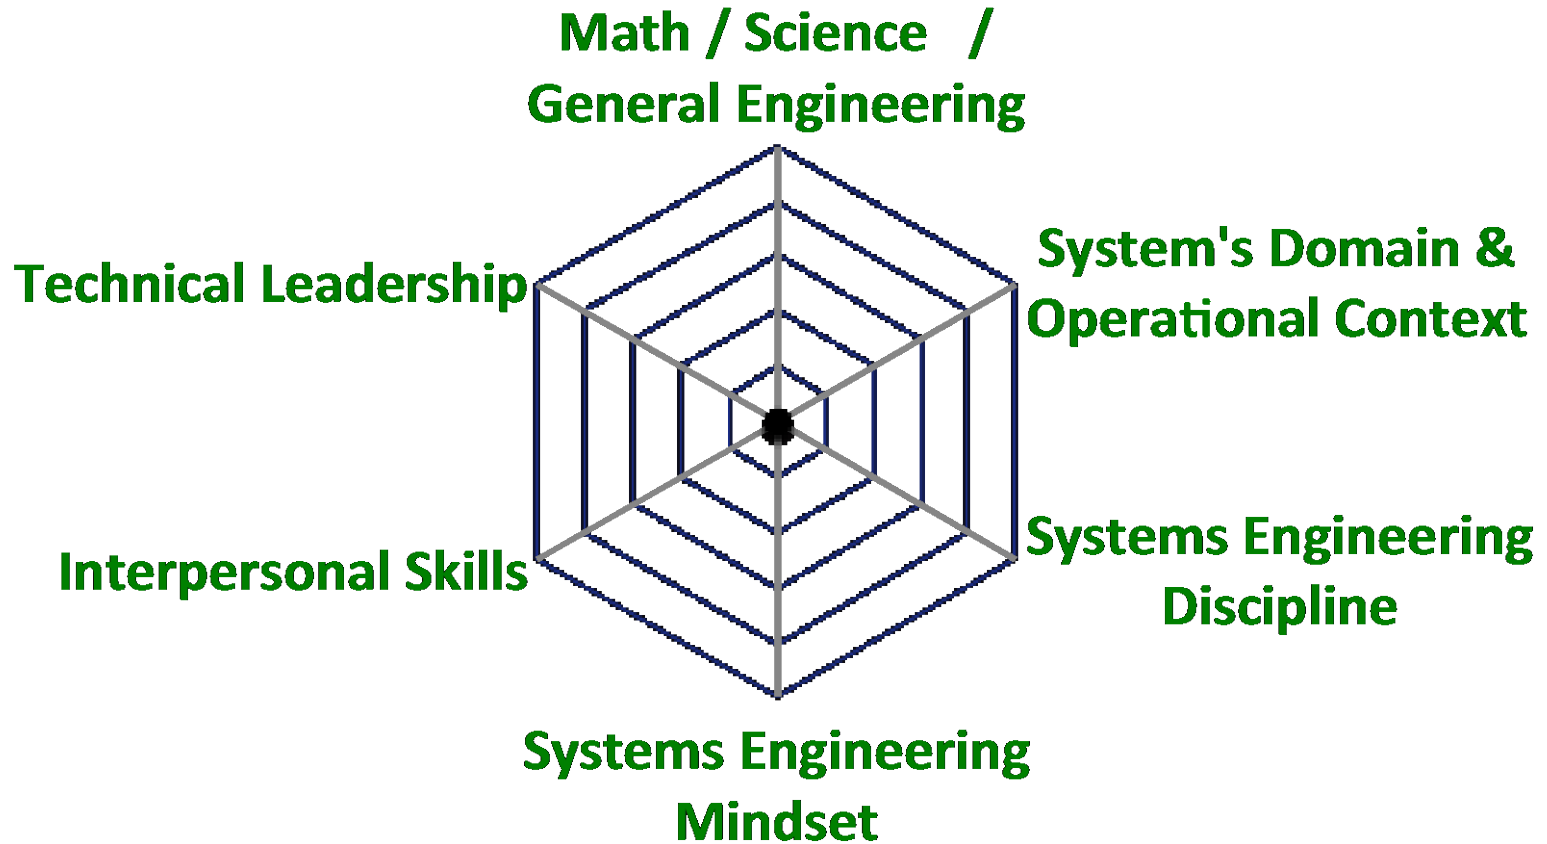 Math / Science /
General Engineering
System's Domain &
Operational Context
Technical Leadership
Systems Engineering
Discipline
Interpersonal Skills
Systems Engineering
Mindset